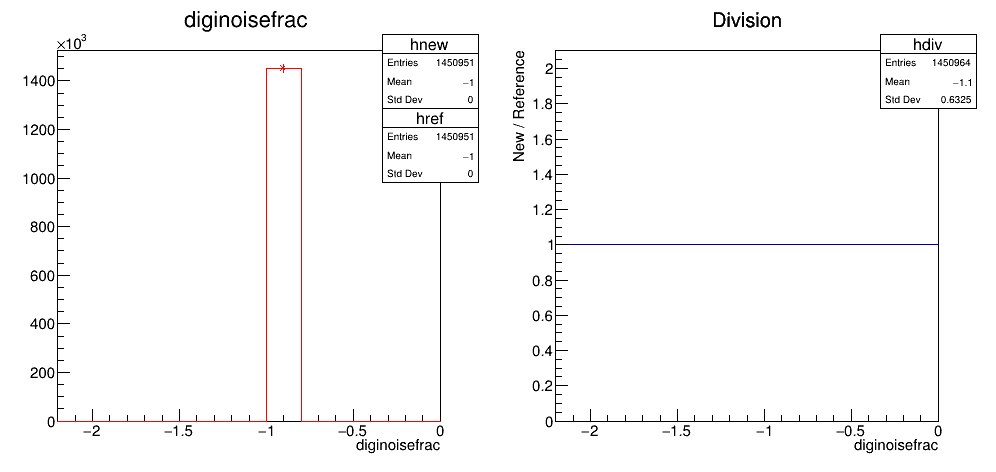 diginoisefrac
×10³
hnew
Entries 1450951
Mean −1
Std Dev 0
href
Entries 1450951
Mean −1
Std Dev 0
1400
1200
1000
800
600
400
200
0
−2 −1.5 −1 −0.5 0
diginoisefrac
Division
hdiv
Entries 1450964
Mean −1.1
Std Dev 0.6325
New / Reference
2
1.8
1.6
1.4
1.2
1
0.8
0.6
0.4
0.2
0
−2 −1.5 −1 −0.5 0
diginoisefrac